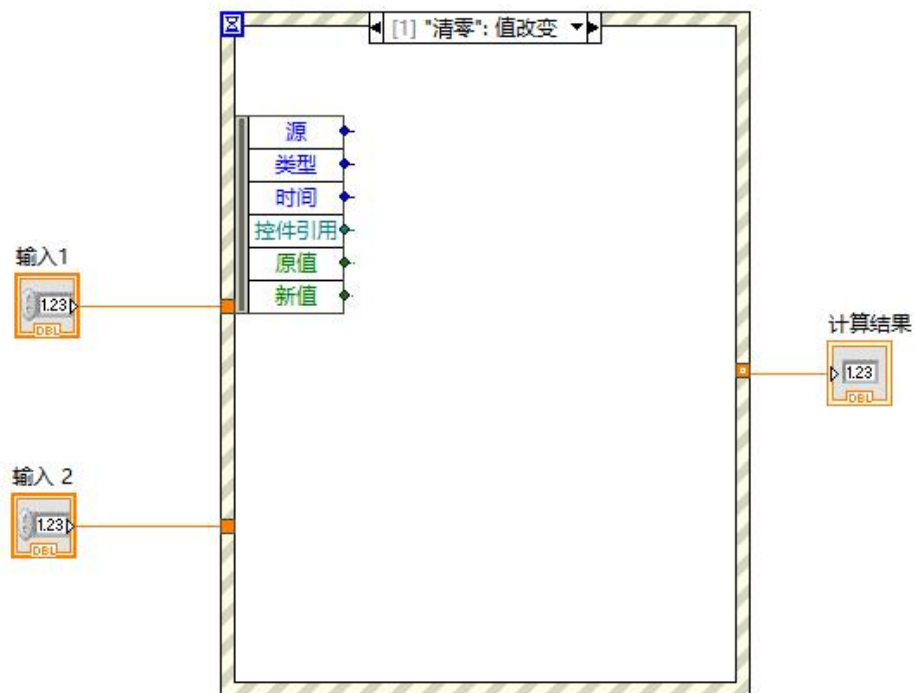 [1] "清零": 值改变
源
类型
时间
控件引用
原值
新值
输入1
1.23
DBL
计算结果
1.23
DBL
输入 2
1.23
DBL